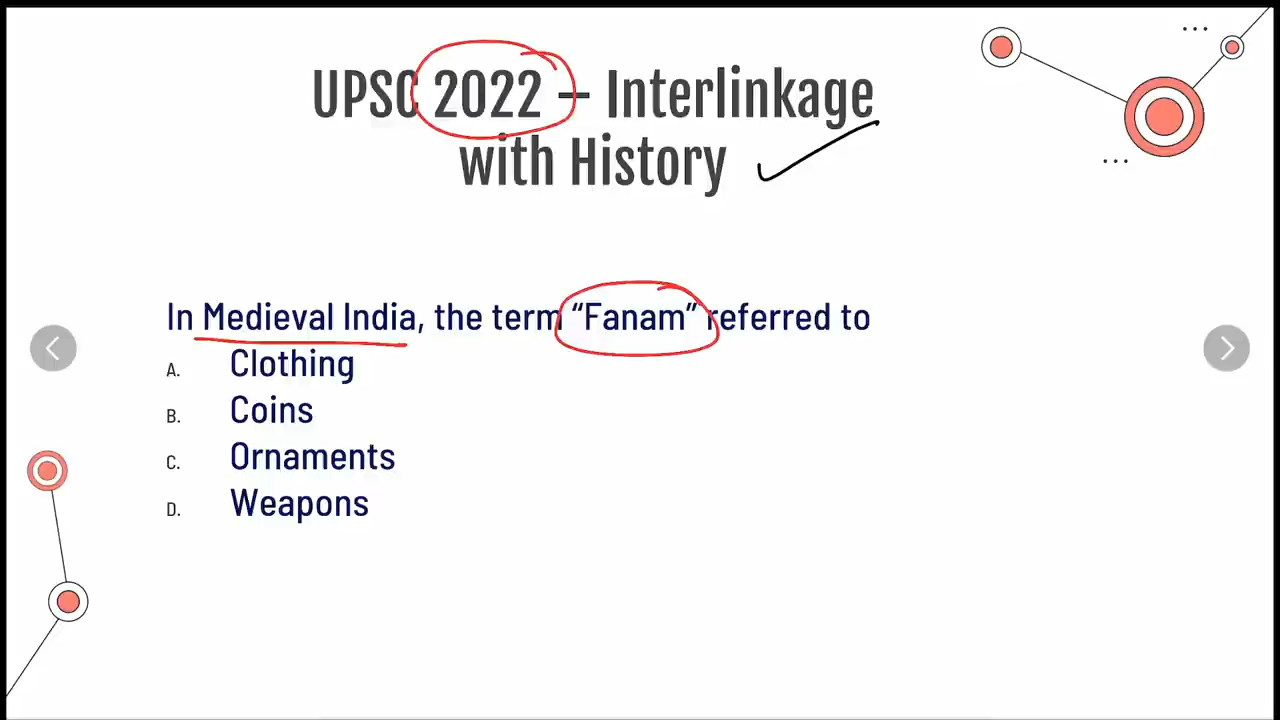 UPSC 2022 – Interlinkage
with History
In Medieval India, the term “Fanam” referred to
A. Clothing
B. Coins
C. Ornaments
D. Weapons